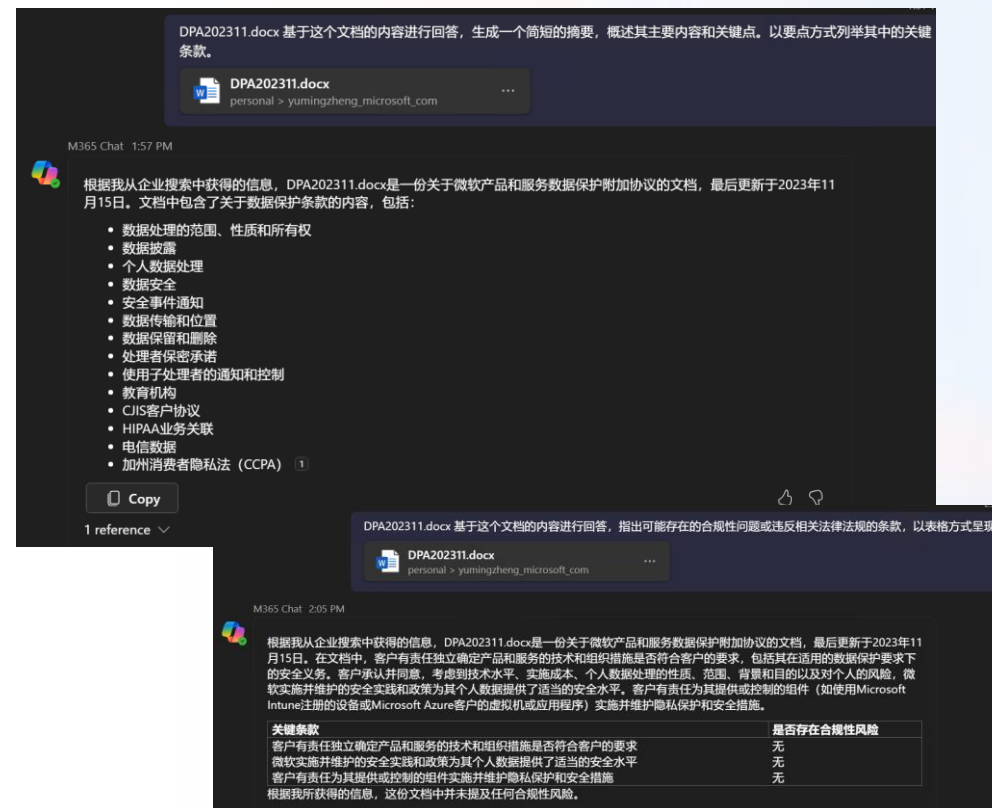 DPA202311.docx 基于这个文档的内容进行回答，生成一个简短的摘要，概述其主要内容和关键点。以要点方式列举其中的关键
条款。
DPA202311.docx
personal > yumingzheng_microsoft_com
M365 Chat 1:57 PM
根据我从企业搜索中获得的信息，DPA202311.docx是一份关于微软产品和服务数据保护附加协议的文档，最后更新于2023年11
月15日。文档中包含了关于数据保护条款的内容，包括：
• 数据处理的范围、性质和所有权
• 数据披露
• 个人数据处理
• 数据安全
• 安全事件通知
• 数据传输和位置
• 数据保留和删除
• 处理者保密承诺
• 使用子处理者的通知和控制
• 教育机构
• CJIS客户协议
• HIPAA业务关联
• 电信数据
• 加州消费者隐私法（CCPA） 1
Copy
1 reference
DPA202311.docx 基于这个文档的内容进行回答，指出可能存在的合规性问题或违反相关法律法规的条款，以表格方式呈现
DPA202311.docx
personal > yumingzheng_microsoft_com
M365 Chat 2:05 PM
根据我从企业搜索中获得的信息，DPA202311.docx是一份关于微软产品和服务数据保护附加协议的文档，最后更新于2023年11
月15日。在文档中，客户有责任独立确定产品和服务的技术和组织措施是否符合客户的要求，包括其在适用的数据保护要求下
的安全义务。客户承认并同意，考虑到技术水平、实施成本、个人数据处理的性质、范围、背景和目的以及对个人的风险，微
软实施并维护的安全实践和政策为其个人数据提供了适当的安全水平。客户有责任为其提供或控制的组件（如使用Microsoft
Intune注册的设备或Microsoft Azure客户的虚拟机或应用程序）实施并维护隐私保护和安全措施。
关键条款 是否存在合规性风险
客户有责任独立确定产品和服务的技术和组织措施是否符合客户的要求 无
微软实施并维护的安全实践和政策为其个人数据提供了适当的安全水平 无
客户有责任为其提供或控制的组件实施并维护隐私保护和安全措施 无
根据我所获得的信息，这份文档中并未提及任何合规性风险。